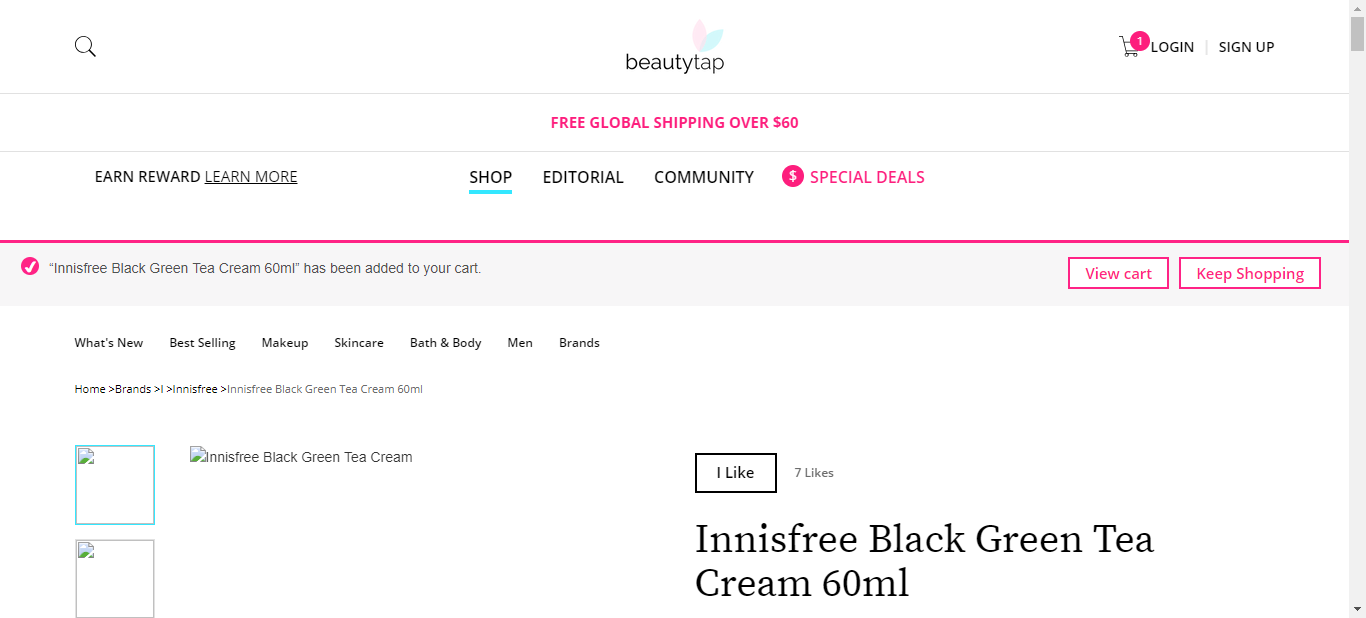 beautytap
1
LOGIN
SIGN UP
FREE GLOBAL SHIPPING OVER $60
EARN REWARD LEARN MORE
SHOP
EDITORIAL
COMMUNITY
$ SPECIAL DEALS
“Innisfree Black Green Tea Cream 60ml” has been added to your cart.
View cart
Keep Shopping
What's New
Best Selling
Makeup
Skincare
Bath & Body
Men
Brands
Home >Brands >I >Innisfree >Innisfree Black Green Tea Cream 60ml
Innisfree Black Green Tea Cream
I Like
7 Likes
Innisfree Black Green Tea
Cream 60ml